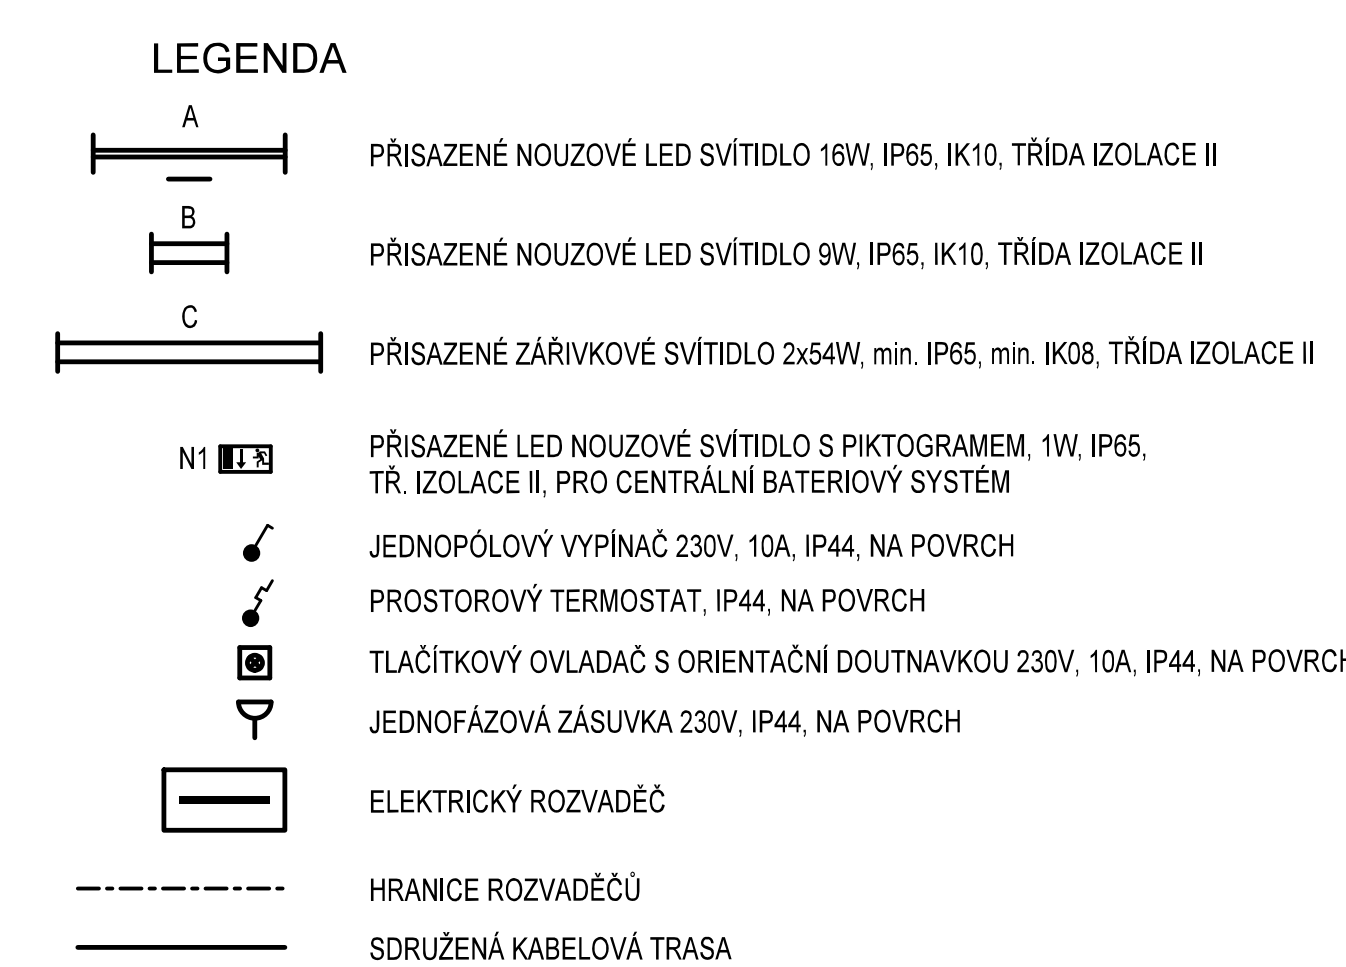 LEGENDA
A
PŘISAZENÉ NOUZOVÉ LED SVÍTIDLO 16W, IP65, IK10, TŘÍDA IZOLACE II
B
PŘISAZENÉ NOUZOVÉ LED SVÍTIDLO 9W, IP65, IK10, TŘÍDA IZOLACE II
C
PŘISAZENÉ ZÁŘIVKOVÉ SVÍTIDLO 2x54W, min. IP65, min. IK08, TŘÍDA IZOLACE II
N1
PŘISAZENÉ LED NOUZOVÉ SVÍTIDLO S PIKTOGRAMEM, 1W, IP65,
TŘ. IZOLACE II, PRO CENTRÁLNÍ BATERIOVÝ SYSTÉM
JEDNOPÓLOVÝ VYPÍNAČ 230V, 10A, IP44, NA POVRCH
PROSTOROVÝ TERMOSTAT, IP44, NA POVRCH
TLAČÍTKOVÝ OVLADAČ S ORIENTAČNÍ DOUTNAVKOU 230V, 10A, IP44, NA POVRCH
JEDNOFÁZOVÁ ZÁSUVKA 230V, IP44, NA POVRCH
ELEKTRICKÝ ROZVADĚČ
HRANICE ROZVADĚČŮ
SDRUŽENÁ KABELOVÁ TRASA